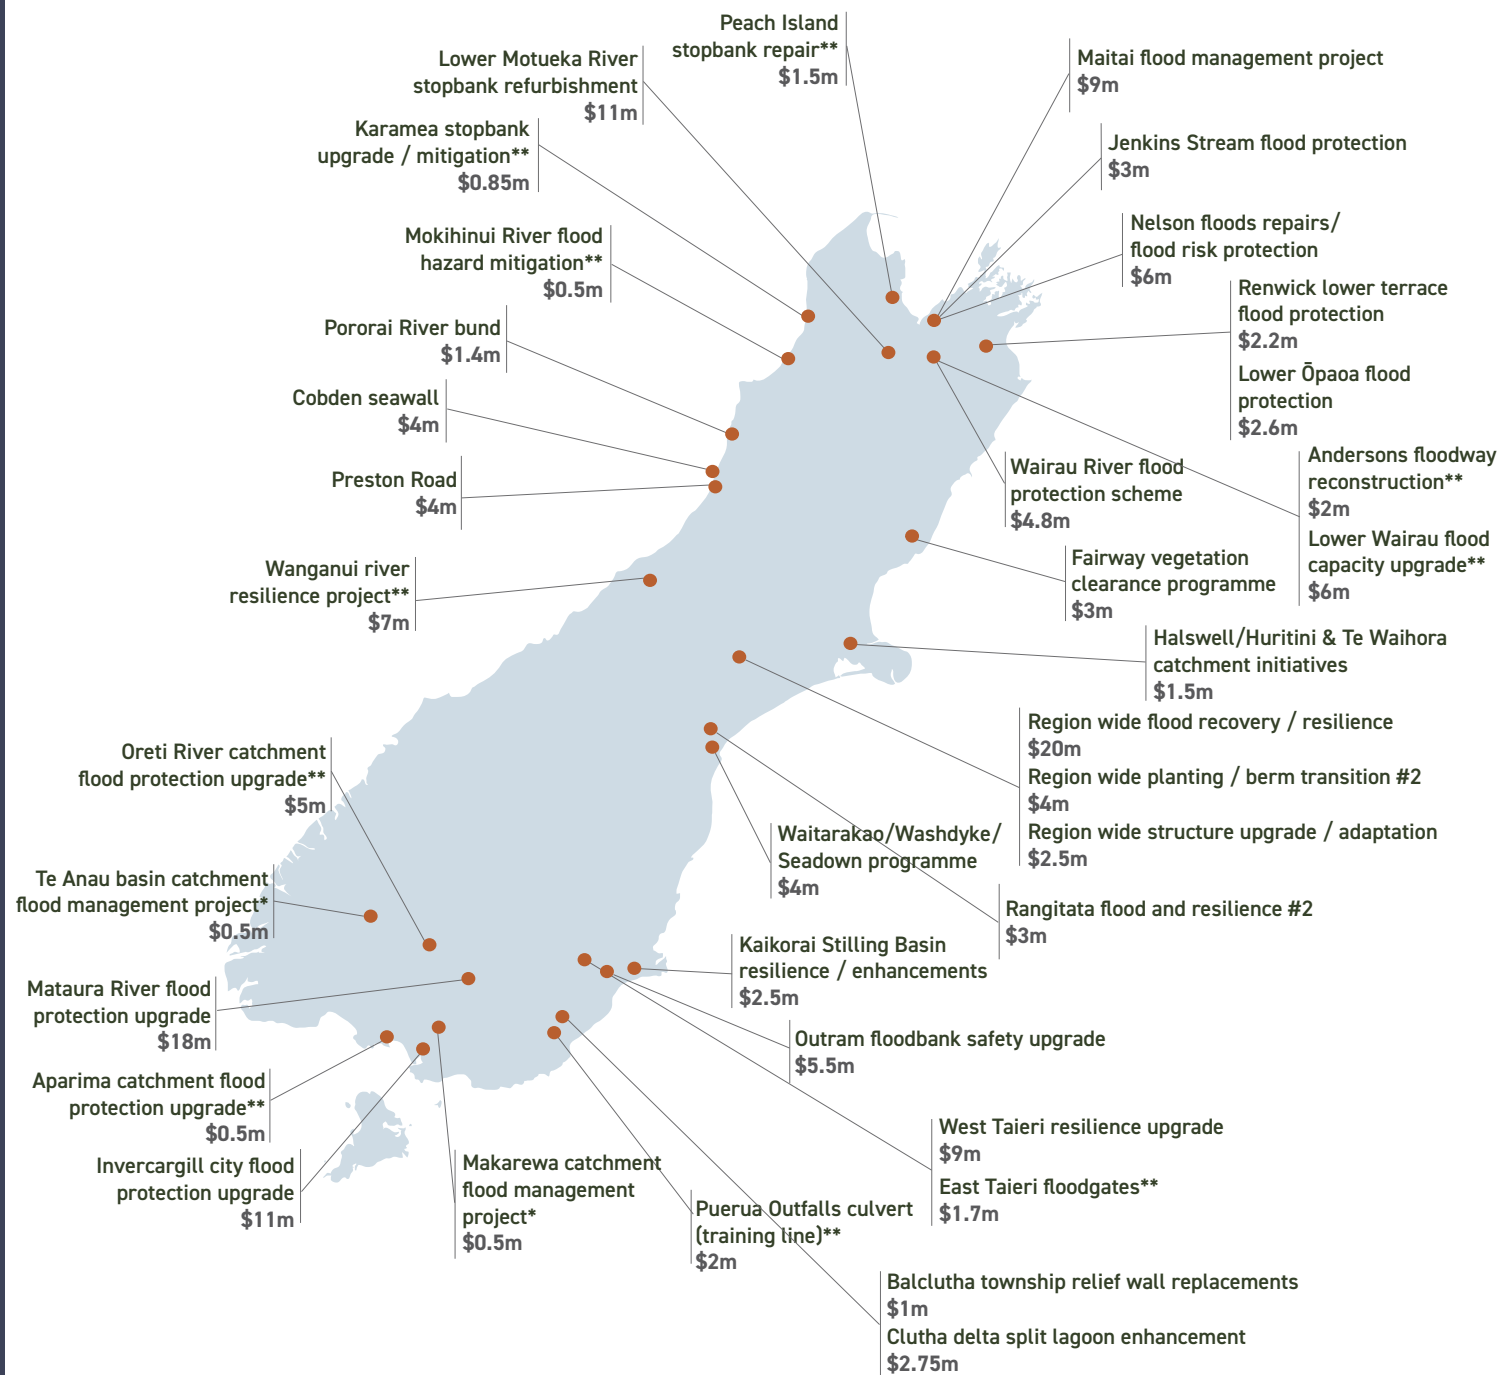 Peach Island
stopbank repair**
$1.5m
Lower Motueka River
stopbank refurbishment
$11m
Karamea stopbank
upgrade / mitigation**
$0.85m
Mokihinui River flood
hazard mitigation**
$0.5m
Pororai River bund
$1.4m
Cobden seawall
$4m
Preston Road
$4m
Wanganui river
resilience project**
$7m
Oreti River catchment
flood protection upgrade**
$5m
Te Anau basin catchment
flood management project*
$0.5m
Mataura River flood
protection upgrade
$18m
Aparima catchment flood
protection upgrade**
$0.5m
Invercargill city flood
protection upgrade
$11m
Makarewa catchment
flood management
project*
$0.5m
Puerua Outfalls culvert
(training line)**
$2m
Balclutha township relief wall replacements
$1m
Clutha delta split lagoon enhancement
$2.75m
West Taieri resilience upgrade
$9m
East Taieri floodgates**
$1.7m
Outram floodbank safety upgrade
$5.5m
Kaikorai Stilling Basin
resilience / enhancements
$2.5m
Rangitata flood and resilience #2
$3m
Waitarakao/Washdyke/
Seadown programme
$4m
Region wide flood recovery / resilience
$20m
Region wide planting / berm transition #2
$4m
Region wide structure upgrade / adaptation
$2.5m
Halswell/Huritini & Te Waihora
catchment initiatives
$1.5m
Fairway vegetation
clearance programme
$3m
Wairau River flood
protection scheme
$4.8m
Andersons floodway
reconstruction**
$2m
Lower Wairau flood
capacity upgrade**
$6m
Renwick lower terrace
flood protection
$2.2m
Lower Ōpaoa flood
protection
$2.6m
Nelson floods repairs/
flood risk protection
$6m
Jenkins Stream flood protection
$3m
Maitai flood management project
$9m